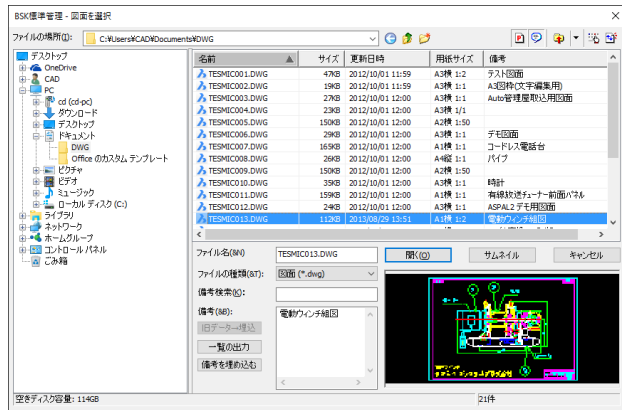 BSK標準管理 - 図面を選択
ファイルの場所(I): C:¥Users¥CAD¥Documents¥DWG
デスクトップ
OneDrive
CAD
PC
cd (cd-pc)
ダウンロード
デスクトップ
ドキュメント
DWG
Office のカスタム テンプレート
ピクチャ
ビデオ
ミュージック
ローカル ディスク (C:)
ライブラリ
ネットワーク
ホームグループ
コントロール パネル
ごみ箱
名前 サイズ 更新日時 用紙サイズ 備考
TESMIC001.DWG 47KB 2012/10/01 11:59 A3横 1:2 テスト図面
TESMIC002.DWG 19KB 2012/10/01 11:59 A3横 1:1 A3図枠(文字編集用)
TESMIC003.DWG 27KB 2012/10/01 12:00 A3横 1:1 Auto管理屋取込用図面
TESMIC004.DWG 23KB 2012/10/01 12:00 A3横 1/1
TESMIC005.DWG 150KB 2012/10/01 12:00 A2横 1:50
TESMIC006.DWG 29KB 2012/10/01 12:00 A3横 1:1 デモ図面
TESMIC007.DWG 165KB 2012/10/01 12:00 A1横 1:1 コードレス電話台
TESMIC008.DWG 26KB 2012/10/01 12:00 A4縦 1:1 パイプ
TESMIC009.DWG 150KB 2012/10/01 12:00 A2横 1:50
TESMIC010.DWG 35KB 2012/10/01 12:00 A3横 1:1 時計
TESMIC011.DWG 159KB 2012/10/01 12:00 A1横 1:1 有線放送チューナー前面パネル
TESMIC012.DWG 24KB 2012/10/01 12:00 A3横 1:1 ASPAL2 デモ用図面
TESMIC013.DWG 112KB 2013/08/29 13:51 A1横 1:2 電動ウィンチ組図
ファイル名(&N) TESMIC013.DWG 開く(O) サムネイル キャンセル
ファイルの種類(&T): 図面 (*.dwg)
備考検索(K):
備考(&B): 電動ウィンチ組図
旧データー埋込
一覧の出力
備考を埋め込む
空きディスク容量: 114GB 21件